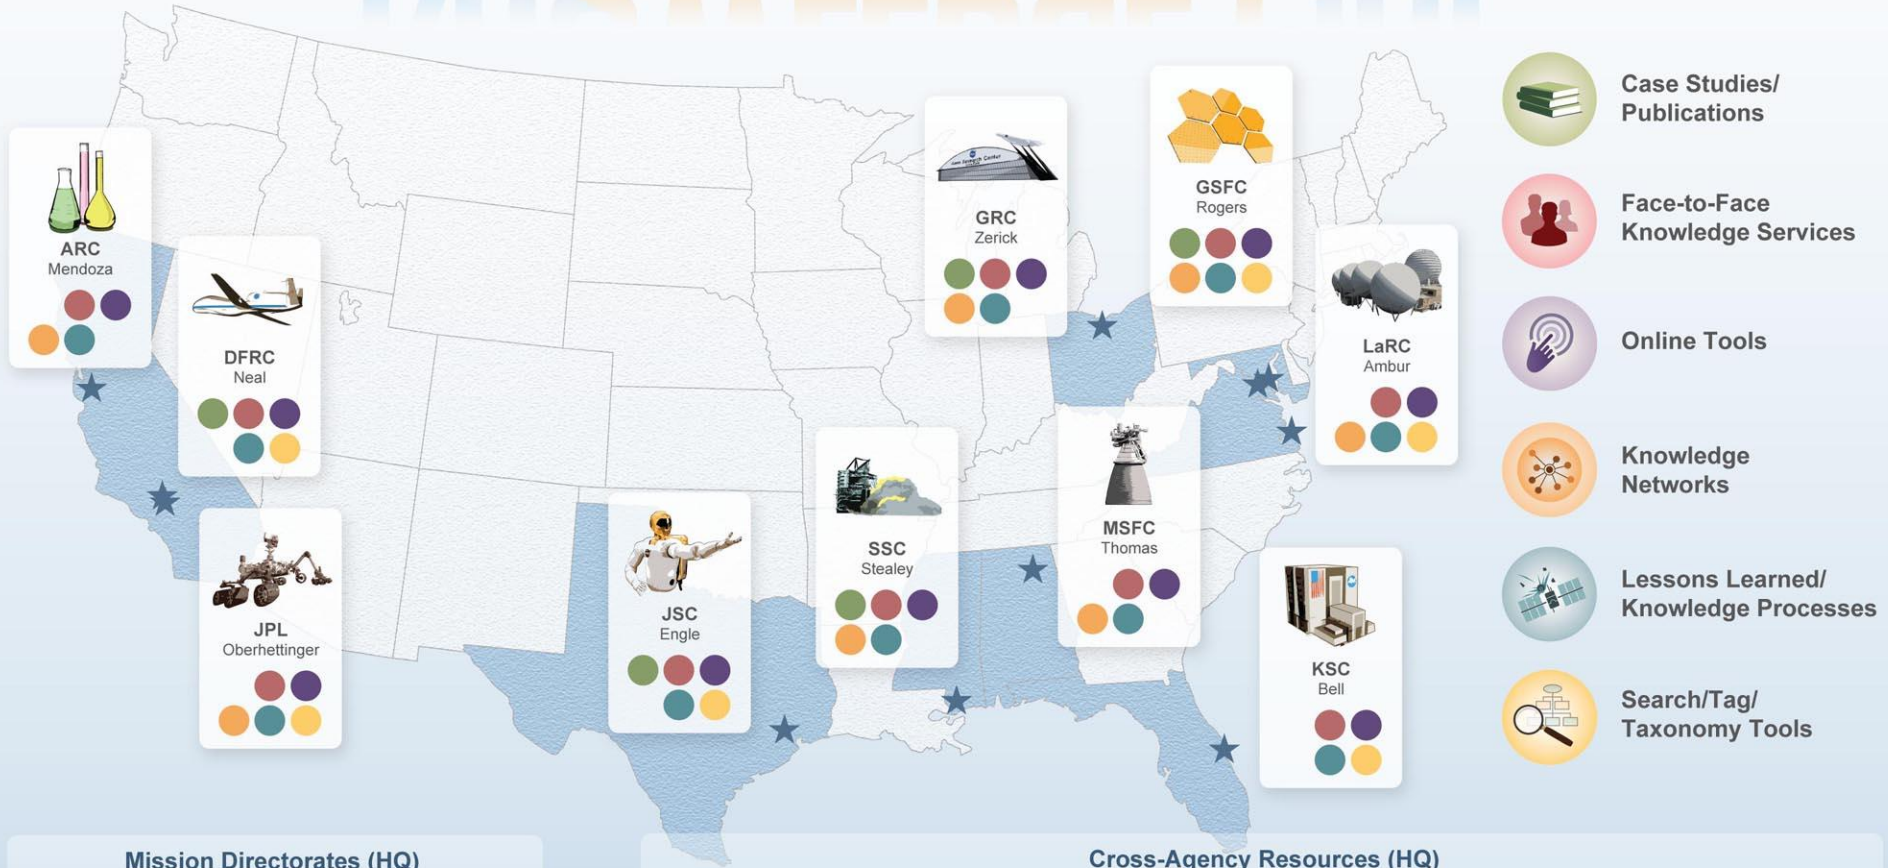 ARC
Mendoza
DFRC
Neal
JPL
Oberhettinger
JSC
Engle
SSC
Stealey
GRC
Zerick
GSFC
Rogers
LaRC
Ambur
MSFC
Thomas
KSC
Bell
Case Studies/
Publications
Face-to-Face
Knowledge Services
Online Tools
Knowledge
Networks
Lessons Learned/
Knowledge Processes
Search/Tag/
Taxonomy Tools
Mission Directorates (HQ)
Cross-Agency Resources (HQ)